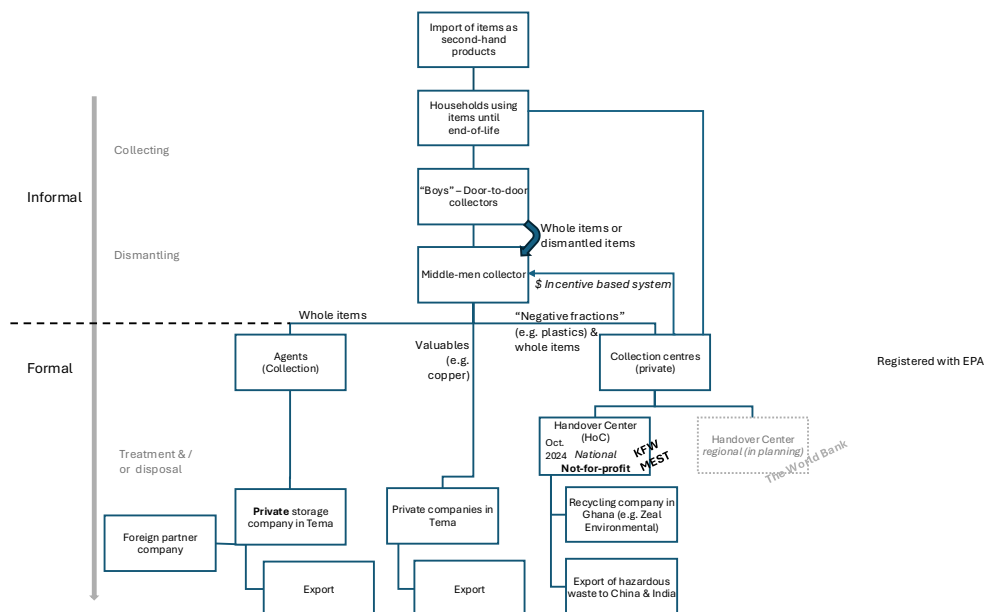 Import of items as
second-hand
products
Households using
items until
end-of-life
Collecting
Informal
“Boys” – Door-to-door
collectors
Whole items or
dismantled items
Dismantling
Middle-men collector
$ Incentive based system
Whole items
“Negative fractions”
(e.g. plastics) &
whole items
Valuables
(e.g.
copper)
Agents
(Collection)
Collection centres
(private)
Formal
Registered with EPA
Handover Center
(HoC)
Oct.
2024
National
Not-for-profit
KFW
MEST
Handover Center
regional (in planning)
The World Bank
Treatment & /
or disposal
Private storage
company in Tema
Private companies in
Tema
Recycling company in
Ghana (e.g. Zeal
Environmental)
Foreign partner
company
Export
Export
Export of hazardous
waste to China & India